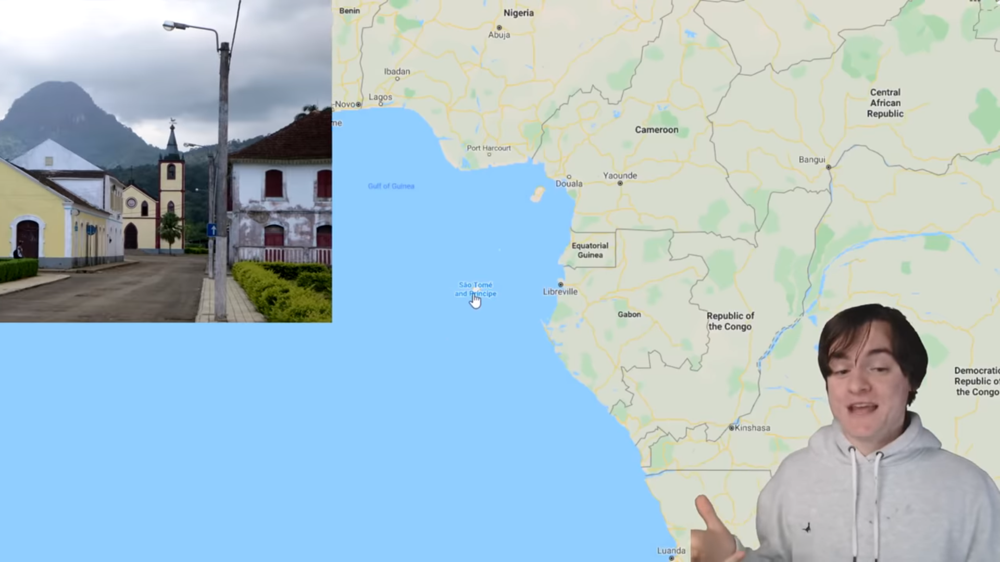 Benin
Nigeria
Abuja
Ibadan
Lagos
-Novo
me
Port Harcourt
Gulf of Guinea
Cameroon
Douala
Yaounde
Central
African
Republic
Bangui
Equatorial
Guinea
São Tomé
and Príncipe
Libreville
Gabon
Republic of
the Congo
Democratic
Republic of
the Congo
Kinshasa
Luanda